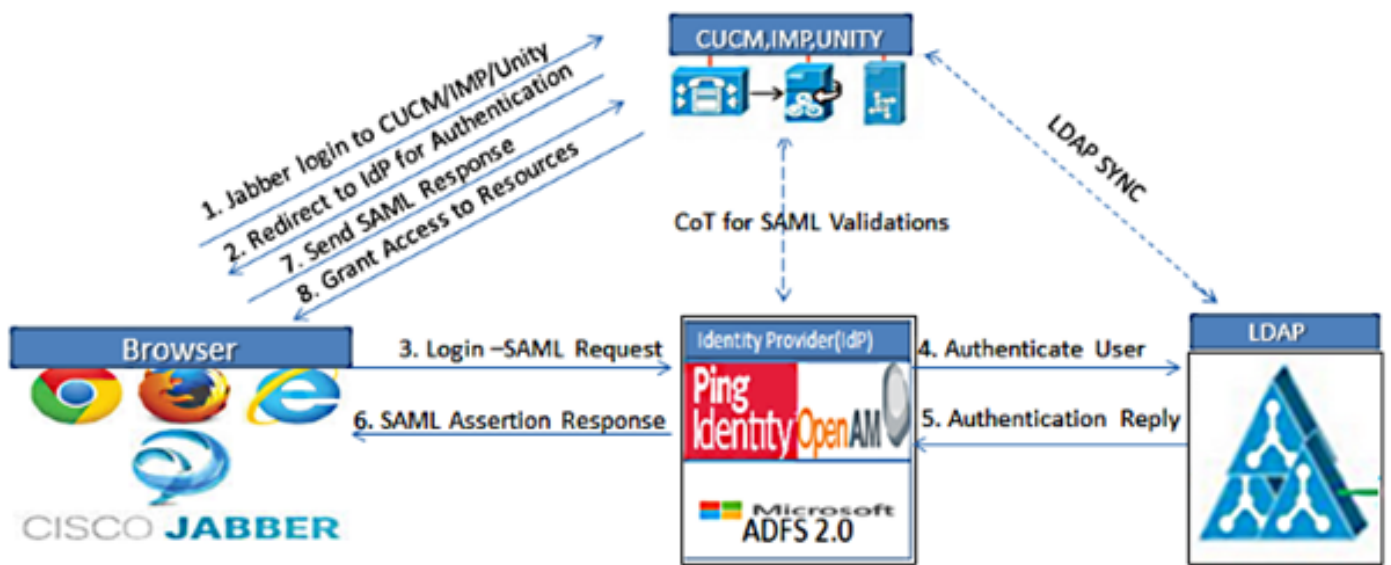 CUCM,IMP,UNITY
1. Jabber login to CUCM/IMP/Unity
2. Redirect to IdP for Authentication
7. Send SAML Response
8. Grant Access to Resources
LDAP SYNC
CoT for SAML Validations
Browser
3. Login –SAML Request
6. SAML Assertion Response
CISCO JABBER
Identity Provider(IdP)
Ping
Identity
OpenAM
Microsoft
ADFS 2.0
4. Authenticate User
5. Authentication Reply
LDAP